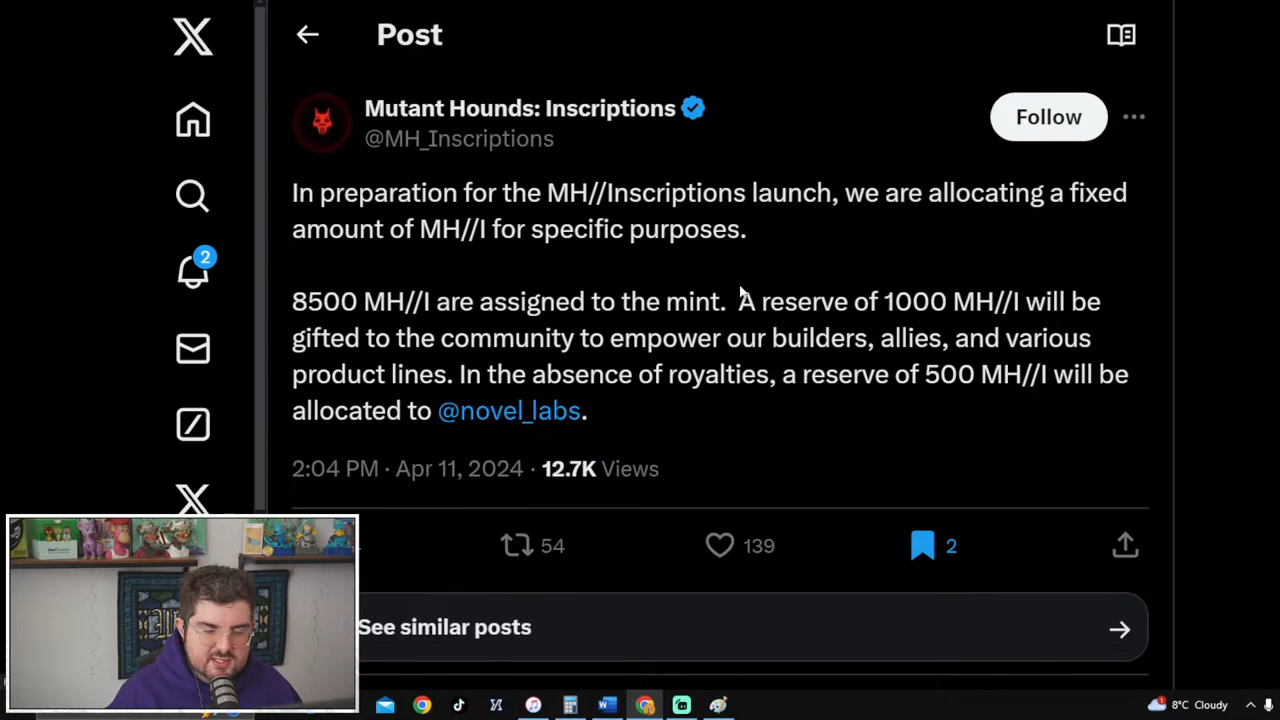 Post
Mutant Hounds: Inscriptions
Follow
@MH_Inscriptions
In preparation for the MH//Inscriptions launch, we are allocating a fixed
amount of MH//I for specific purposes.
2
8500 MH//I are assigned to the mint. A reserve of 1000 MH//I will be
gifted to the community to empower our builders, allies, and various
product lines. In the absence of royalties, a reserve of 500 MH//I will be
allocated to @novel_labs.
2:04 PM · Apr 11, 2024 · 12.7K Views
54 139 2
See similar posts
8°C Cloudy